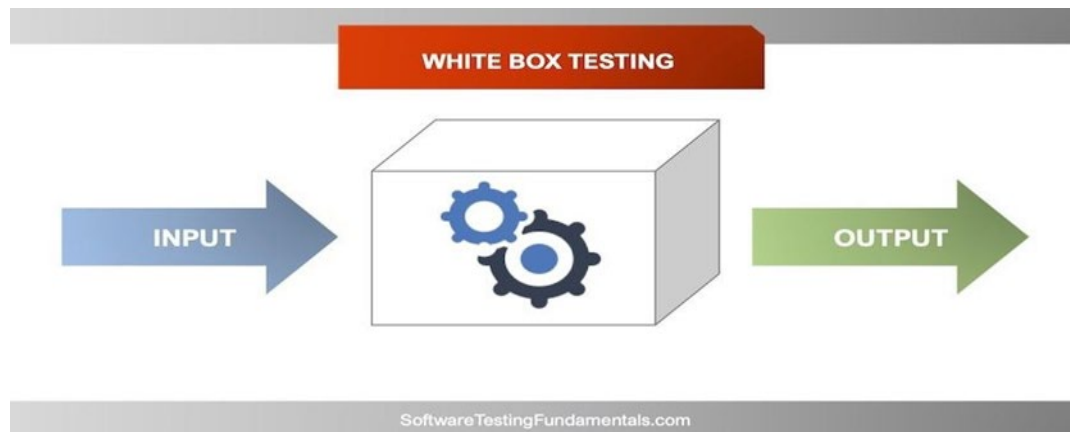 WHITE BOX TESTING
INPUT
OUTPUT
SoftwareTestingFundamentals.com